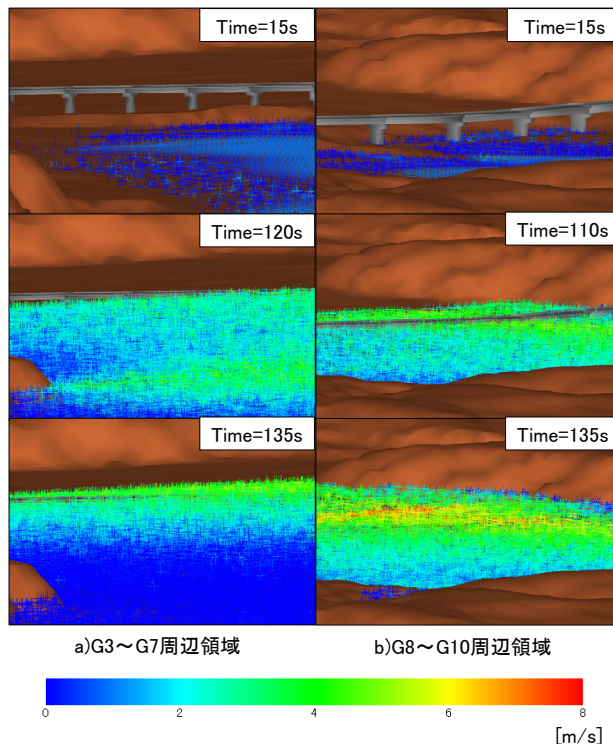 Time=15s
Time=15s
Time=120s
Time=110s
Time=135s
Time=135s
a)G3～G7周辺領域
b)G8～G10周辺領域
0 2 4 6 8
[m/s]